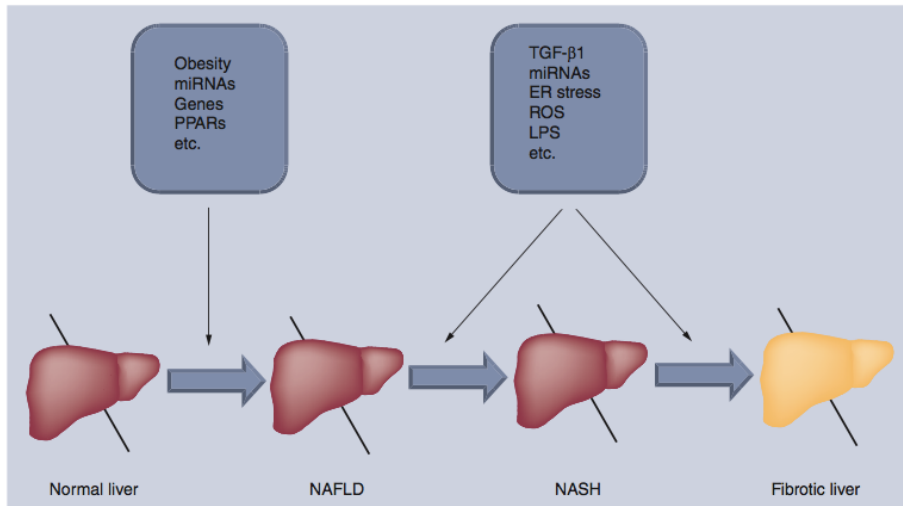 Obesity
miRNAs
Genes
PPARs
etc.
TGF-β1
miRNAs
ER stress
ROS
LPS
etc.
Normal liver
NAFLD
NASH
Fibrotic liver